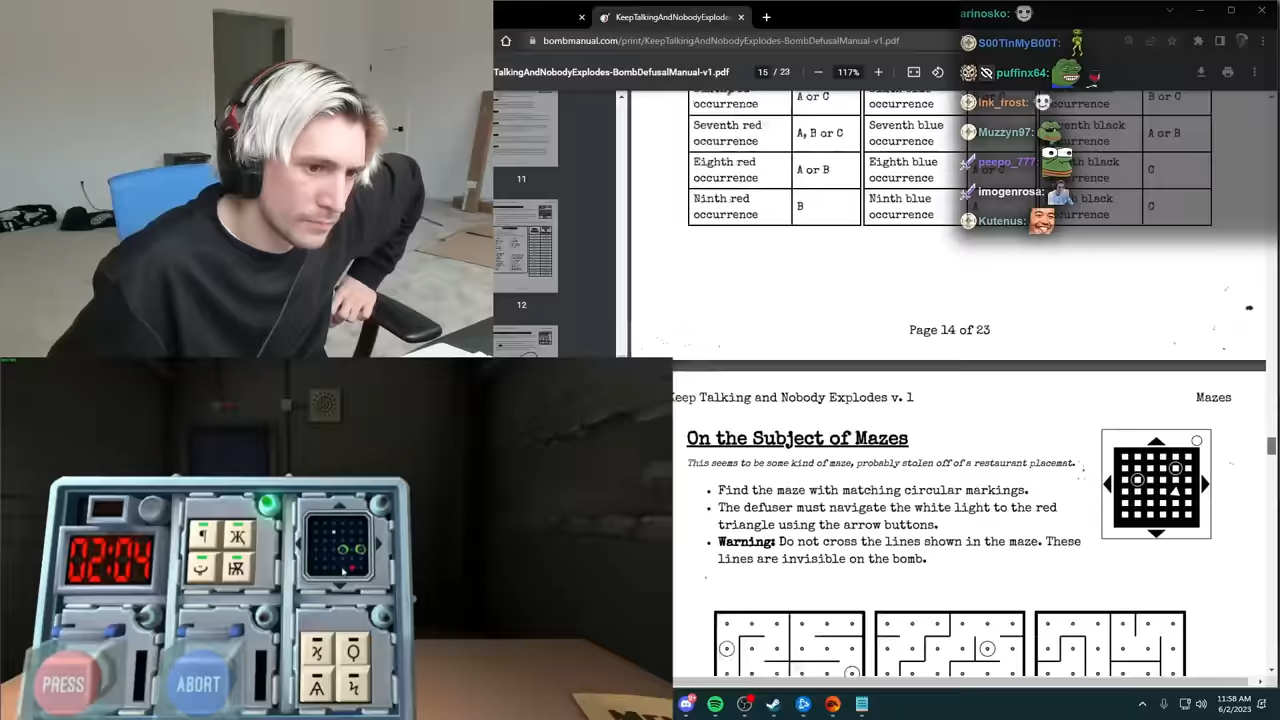 KeepTalkingAndNobodyExplode
arinosko:
bombmanual.com/print/KeepTalkingAndNobodyExplodes-BombDefusalManual-v1.pdf
S00TInMyB00T:
TalkingAndNobodyExplodes-BombDefusalManual-v1.pdf
15 / 23
117%
puffinx64:
ink_frost:
Muzzyn97:
peepo_777:
imogenrosa:
Kutenus:
occurrence
A or C
occurrence
B or C
Seventh red occurrence
A, B or C
Seventh blue occurrence
A or B
Eighth red occurrence
A or B
Eighth blue occurrence
C
Ninth red occurrence
B
Ninth blue occurrence
C
11
12
Page 14 of 23
Keep Talking and Nobody Explodes v. 1
Mazes
On the Subject of Mazes
This seems to be some kind of maze, probably stolen off of a restaurant placemat.
• Find the maze with matching circular markings.
• The defuser must navigate the white light to the red
triangle using the arrow buttons.
• Warning: Do not cross the lines shown in the maze. These
lines are invisible on the bomb.
02:04
PRESS
ABORT
11:58 AM
6/2/2023